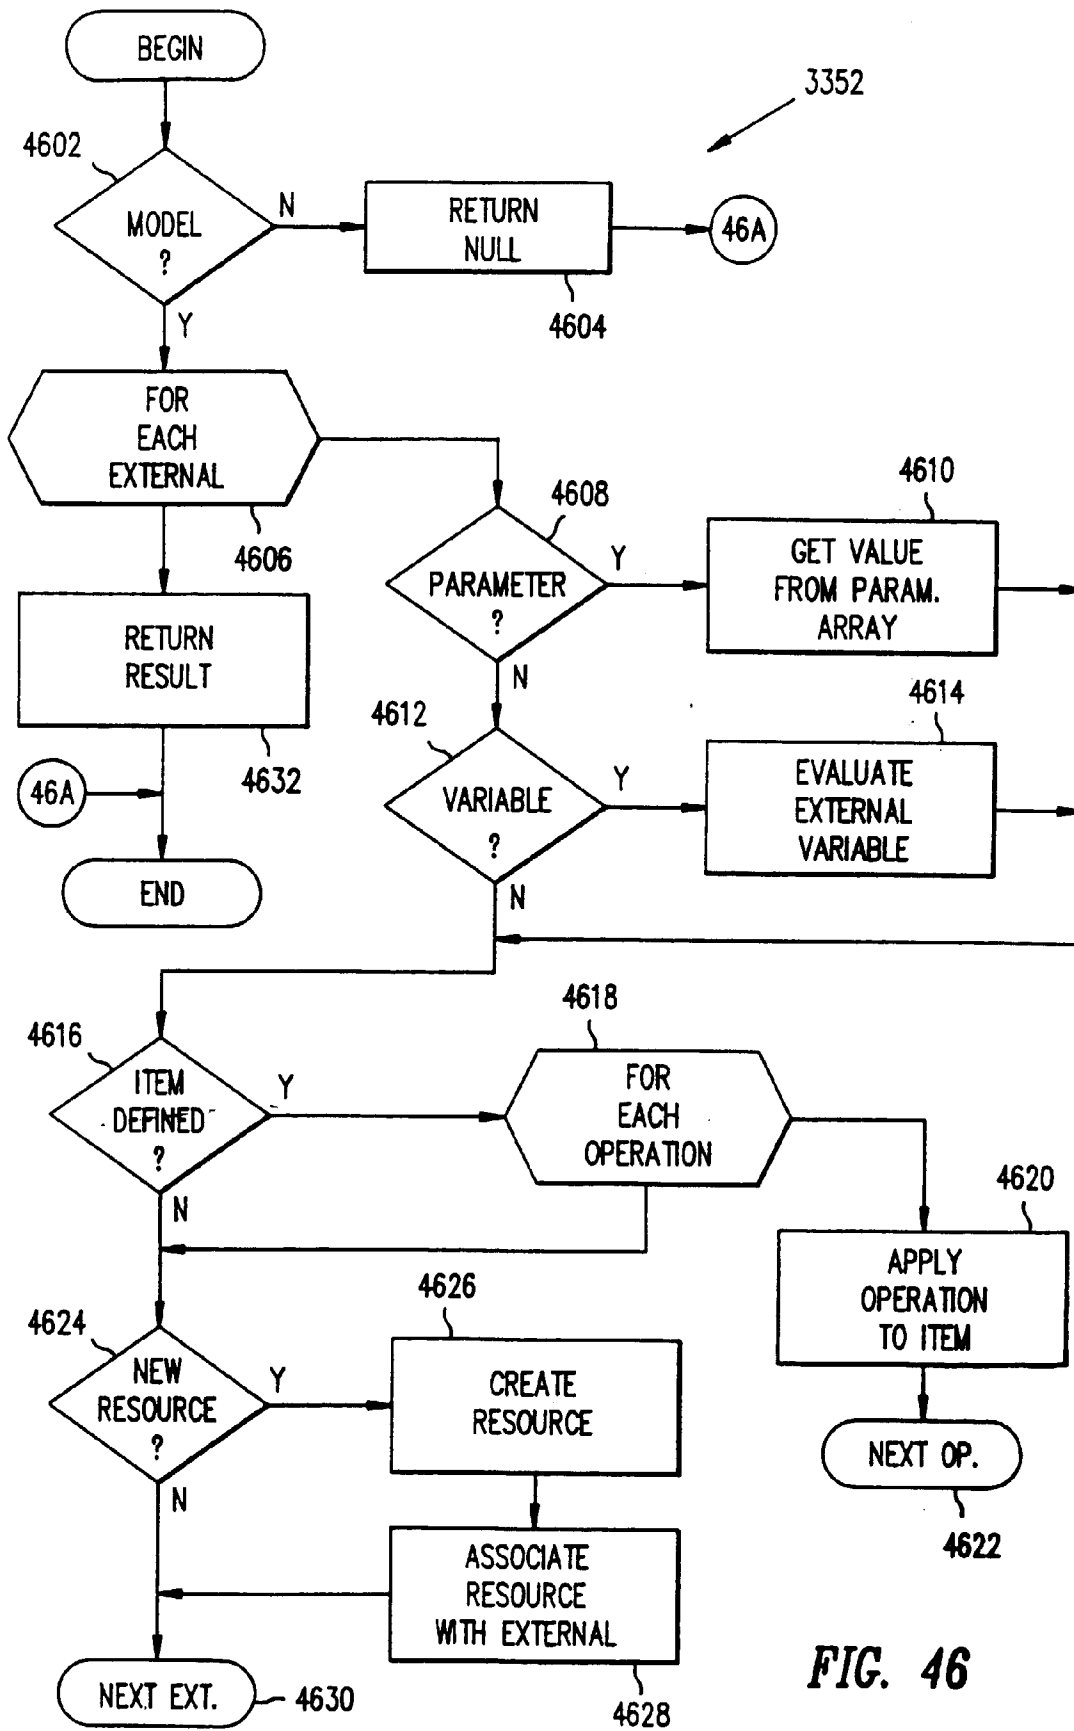 BEGIN
3352
4602
MODEL
?
N
RETURN
NULL
46A
4604
Y
FOR
EACH
EXTERNAL
4606
4608
PARAMETER
?
Y
4610
GET VALUE
FROM PARAM.
ARRAY
N
RETURN
RESULT
4632
46A
END
4612
VARIABLE
?
Y
4614
EVALUATE
EXTERNAL
VARIABLE
N
4616
ITEM
DEFINED
?
Y
4618
FOR
EACH
OPERATION
4620
APPLY
OPERATION
TO ITEM
NEXT OP.
4622
N
4624
NEW
RESOURCE
?
Y
4626
CREATE
RESOURCE
N
ASSOCIATE
RESOURCE
WITH EXTERNAL
4628
NEXT EXT.
4630
FIG. 46